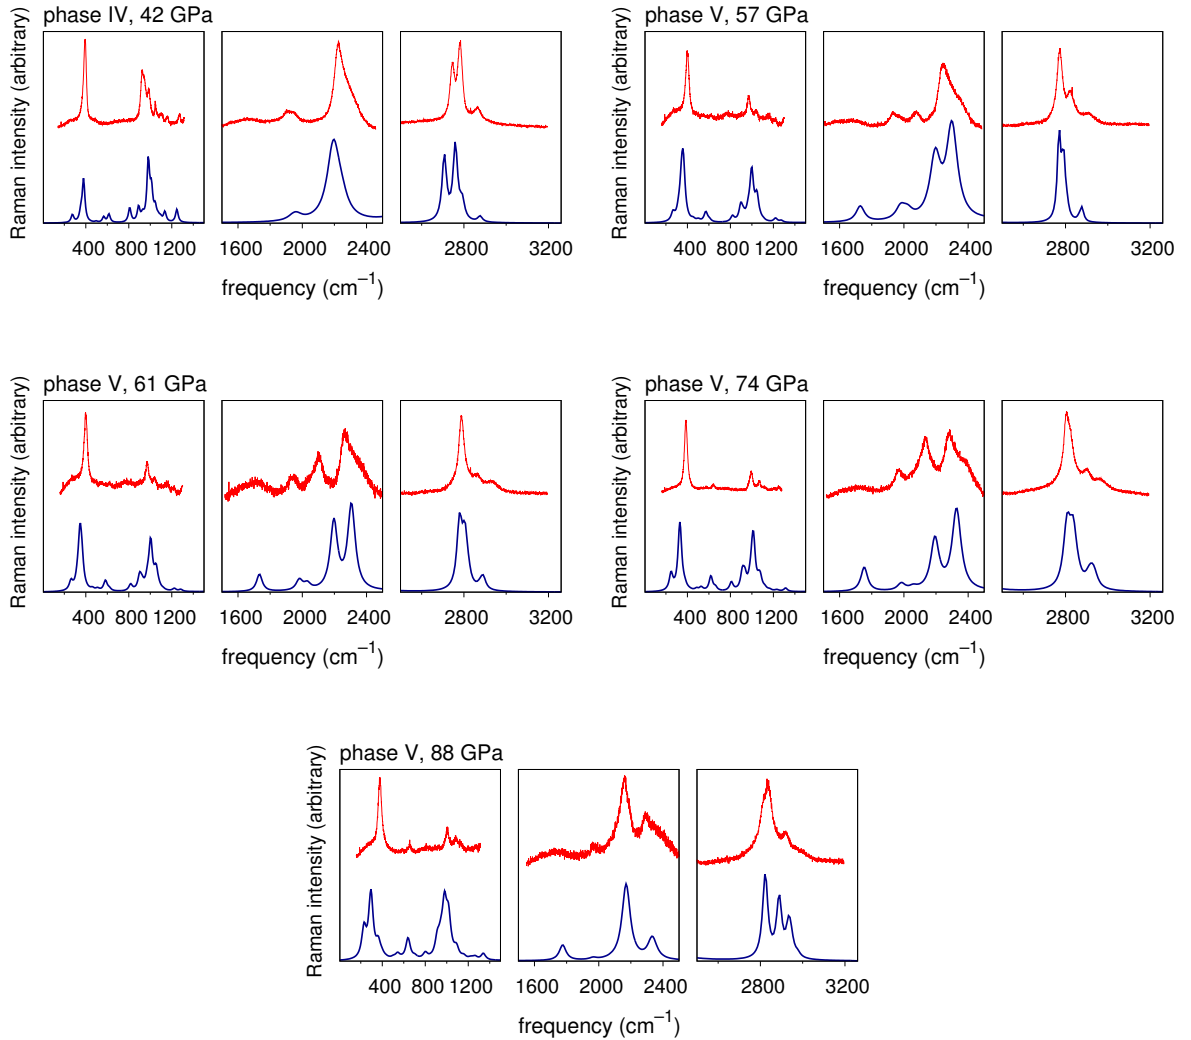 phase IV, 42 GPa
Raman intensity (arbitrary)
400 800 1200
1600 2000 2400
2800 3200
frequency (cm⁻¹)
phase V, 57 GPa
Raman intensity (arbitrary)
400 800 1200
1600 2000 2400
2800 3200
frequency (cm⁻¹)
phase V, 61 GPa
Raman intensity (arbitrary)
400 800 1200
1600 2000 2400
2800 3200
frequency (cm⁻¹)
phase V, 74 GPa
Raman intensity (arbitrary)
400 800 1200
1600 2000 2400
2800 3200
frequency (cm⁻¹)
phase V, 88 GPa
Raman intensity (arbitrary)
400 800 1200
1600 2000 2400
2800 3200
frequency (cm⁻¹)